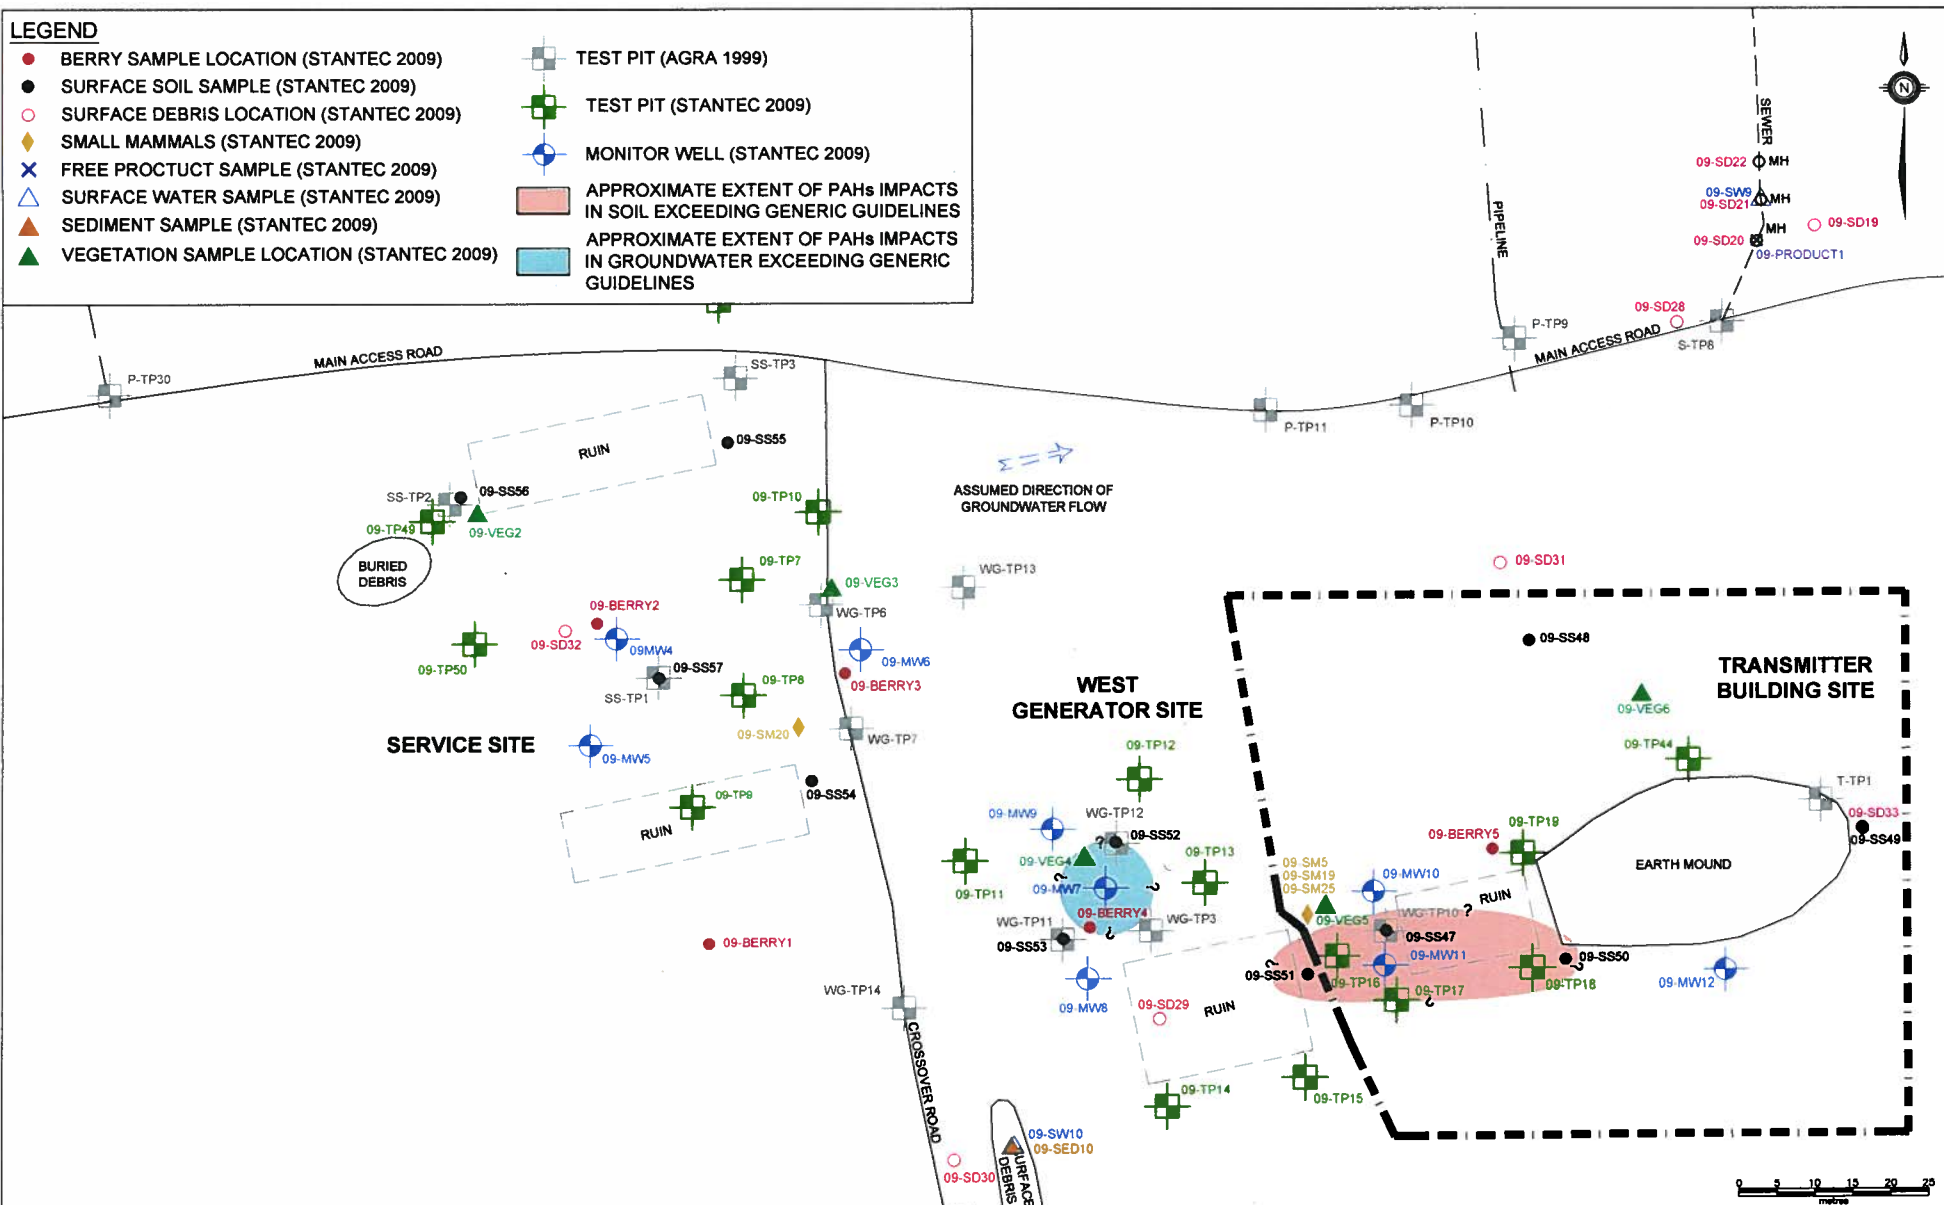 LEGEND
BERRY SAMPLE LOCATION (STANTEC 2009)
SURFACE SOIL SAMPLE (STANTEC 2009)
SURFACE DEBRIS LOCATION (STANTEC 2009)
SMALL MAMMALS (STANTEC 2009)
FREE PROCTUCT SAMPLE (STANTEC 2009)
SURFACE WATER SAMPLE (STANTEC 2009)
SEDIMENT SAMPLE (STANTEC 2009)
VEGETATION SAMPLE LOCATION (STANTEC 2009)
TEST PIT (AGRA 1999)
TEST PIT (STANTEC 2009)
MONITOR WELL (STANTEC 2009)
APPROXIMATE EXTENT OF PAHs IMPACTS
IN SOIL EXCEEDING GENERIC GUIDELINES
APPROXIMATE EXTENT OF PAHs IMPACTS
IN GROUNDWATER EXCEEDING GENERIC
GUIDELINES
N
SEWER
09-SD22
MH
09-SW9
09-SD21
MH
MH
09-SD19
09-SD20
09-PRODUCT1
PIPELINE
09-SD28
P-TP9
S-TP8
MAIN ACCESS ROAD
MAIN ACCESS ROAD
P-TP30
SS-TP3
P-TP11
P-TP10
RUIN
09-SS55
SS-TP2
09-SS56
09-TP49
09-VEG2
09-TP10
ASSUMED DIRECTION OF
GROUNDWATER FLOW
BURIED
DEBRIS
09-TP7
09-VEG3
WG-TP13
09-SD31
WG-TP6
09-BERRY2
09-SD32
09MW4
09-TP50
09-SS57
SS-TP1
09-TP8
09-MW6
09-BERRY3
09-SM20
WG-TP7
SERVICE SITE
09-MW5
09-SS54
09-TP9
RUIN
WEST
GENERATOR SITE
09-SS48
TRANSMITTER
BUILDING SITE
09-VEG6
09-TP44
T-TP1
09-SD33
09-SS49
EARTH MOUND
09-TP12
09-MW9
WG-TP12
? 09-SS52
09-VEG4
09-TP13
09-TP11
?
09-MW7
?
09-BERRY4
WG-TP11
WG-TP3
09-SS53
?
09-MW8
09-SM5
09-SM19
09-SM25
09-VEG5
09-MW10
09-BERRY5
09-TP19
RUIN
WG-TP10
?
09-SS47
09-MW11
?
09-SS51
09-TP16
09-TP17
?
09-SS50
?
09-TP18
09-MW12
09-BERRY1
WG-TP14
09-SD29
RUIN
09-TP14
09-TP15
CROSSOVER ROAD
09-SW10
09-SED10
09-SD30
SURFACE
DEBRIS
0 5 10 15 20 25
metres